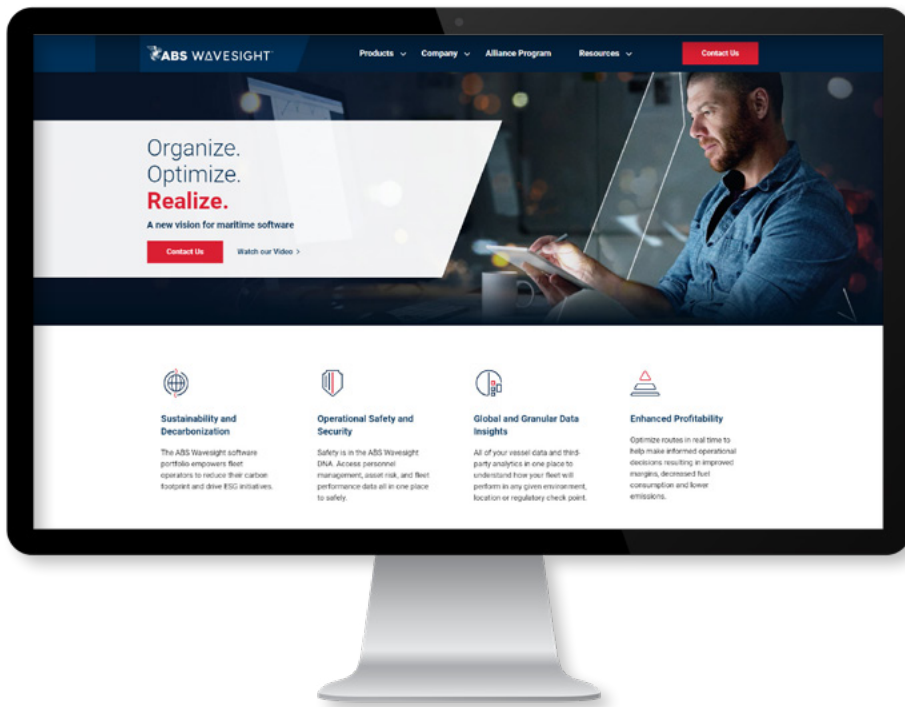 ABS WAVESIGHT™
Products Company Alliance Program Resources Contact Us
Organize.
Optimize.
Realize.
A new vision for maritime software
Contact Us Watch our Video >
Sustainability and
Decarbonization
The ABS Wavesight software
portfolio empowers fleet
operators to reduce their carbon
footprint and drive ESG initiatives.
Operational Safety and
Security
Safety is in the ABS Wavesight
DNA. Access personnel
management, asset risk, and fleet
performance data all in one place
to safely.
Global and Granular Data
Insights
All of your vessel data and third-
party analytics in one place to
understand how your fleet will
perform in any given environment,
location or regulatory check point.
Enhanced Profitability
Optimize routes in real time to
help make informed operational
decisions resulting in improved
margins, decreased fuel
consumption and lower
emissions.